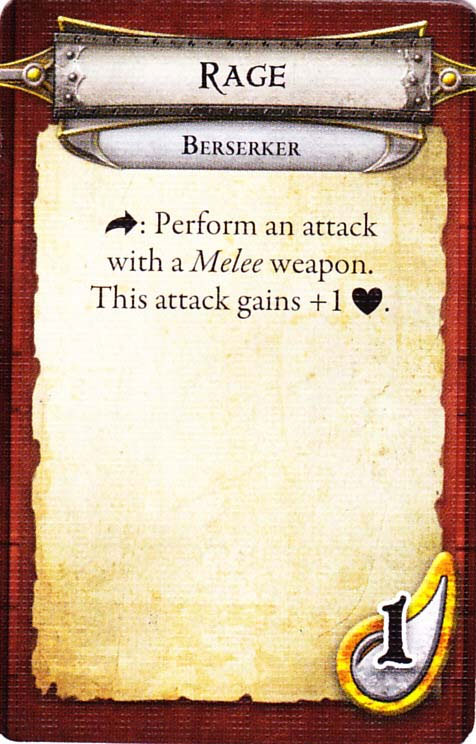 RAGE
BERSERKER
: Perform an attack
with a Melee weapon.
This attack gains +1 ♥.
1